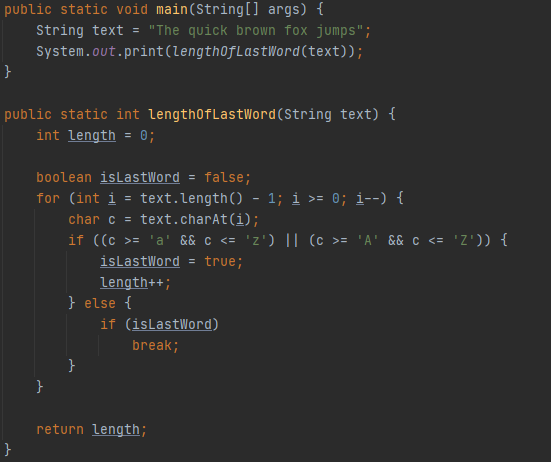 public static void main(String[] args) {
    String text = "The quick brown fox jumps";
    System.out.print(lengthOfLastWord(text));
}

public static int lengthOfLastWord(String text) {
    int length = 0;

    boolean isLastWord = false;
    for (int i = text.length() - 1; i >= 0; i--) {
        char c = text.charAt(i);
        if ((c >= 'a' && c <= 'z') || (c >= 'A' && c <= 'Z')) {
            isLastWord = true;
            length++;
        } else {
            if (isLastWord)
                break;
        }
    }

    return length;
}